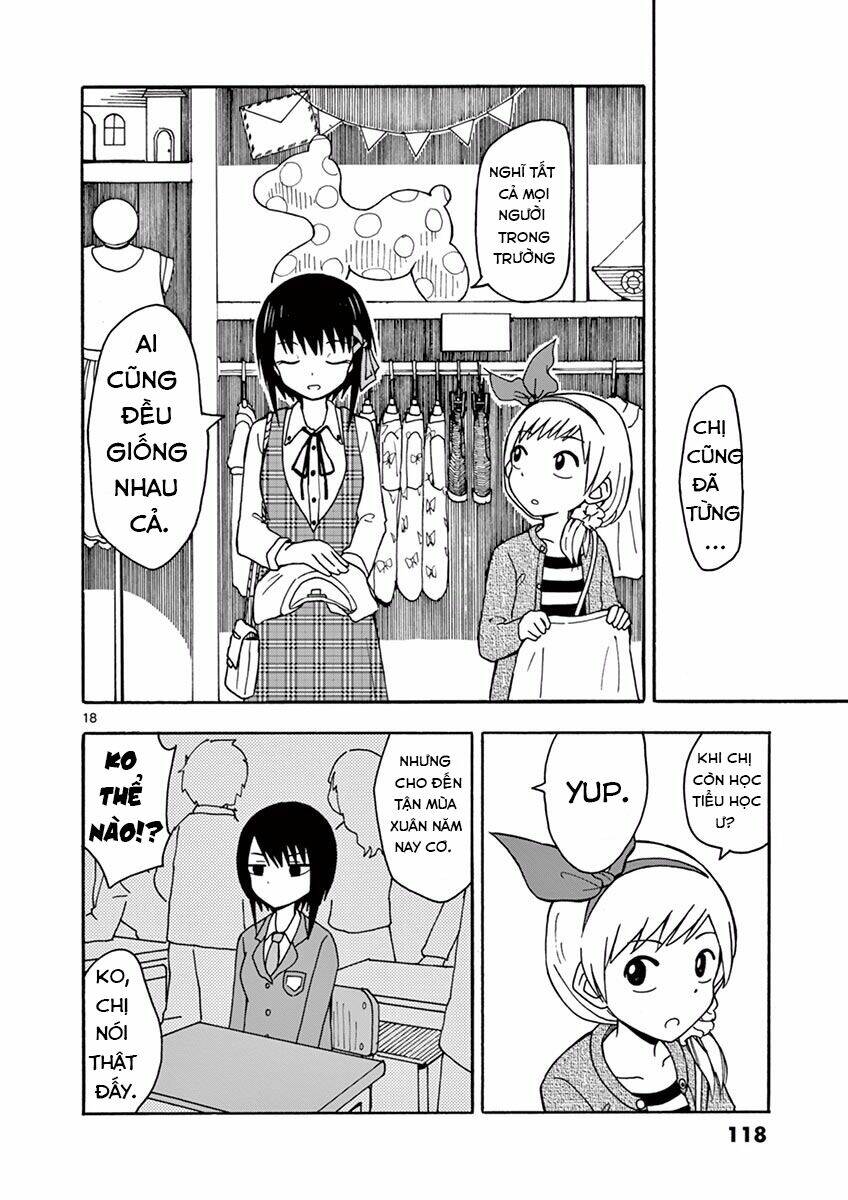 CHỊ
CŨNG
ĐÃ
TỪNG
...
NGHĨ TẤT
CẢ MỌI
NGƯỜI
TRONG
TRƯỜNG
AI
CŨNG
ĐỀU
GIỐNG
NHAU
CẢ.
18
KHI CHỊ
CÒN HỌC
TIỂU HỌC
Ư?
YUP.
NHƯNG
CHO ĐẾN
TẬN MÙA
XUÂN NĂM
NAY CƠ.
KO
THỂ
NÀO!?
KO,
CHỊ
NÓI
THẬT
ĐẤY.
118